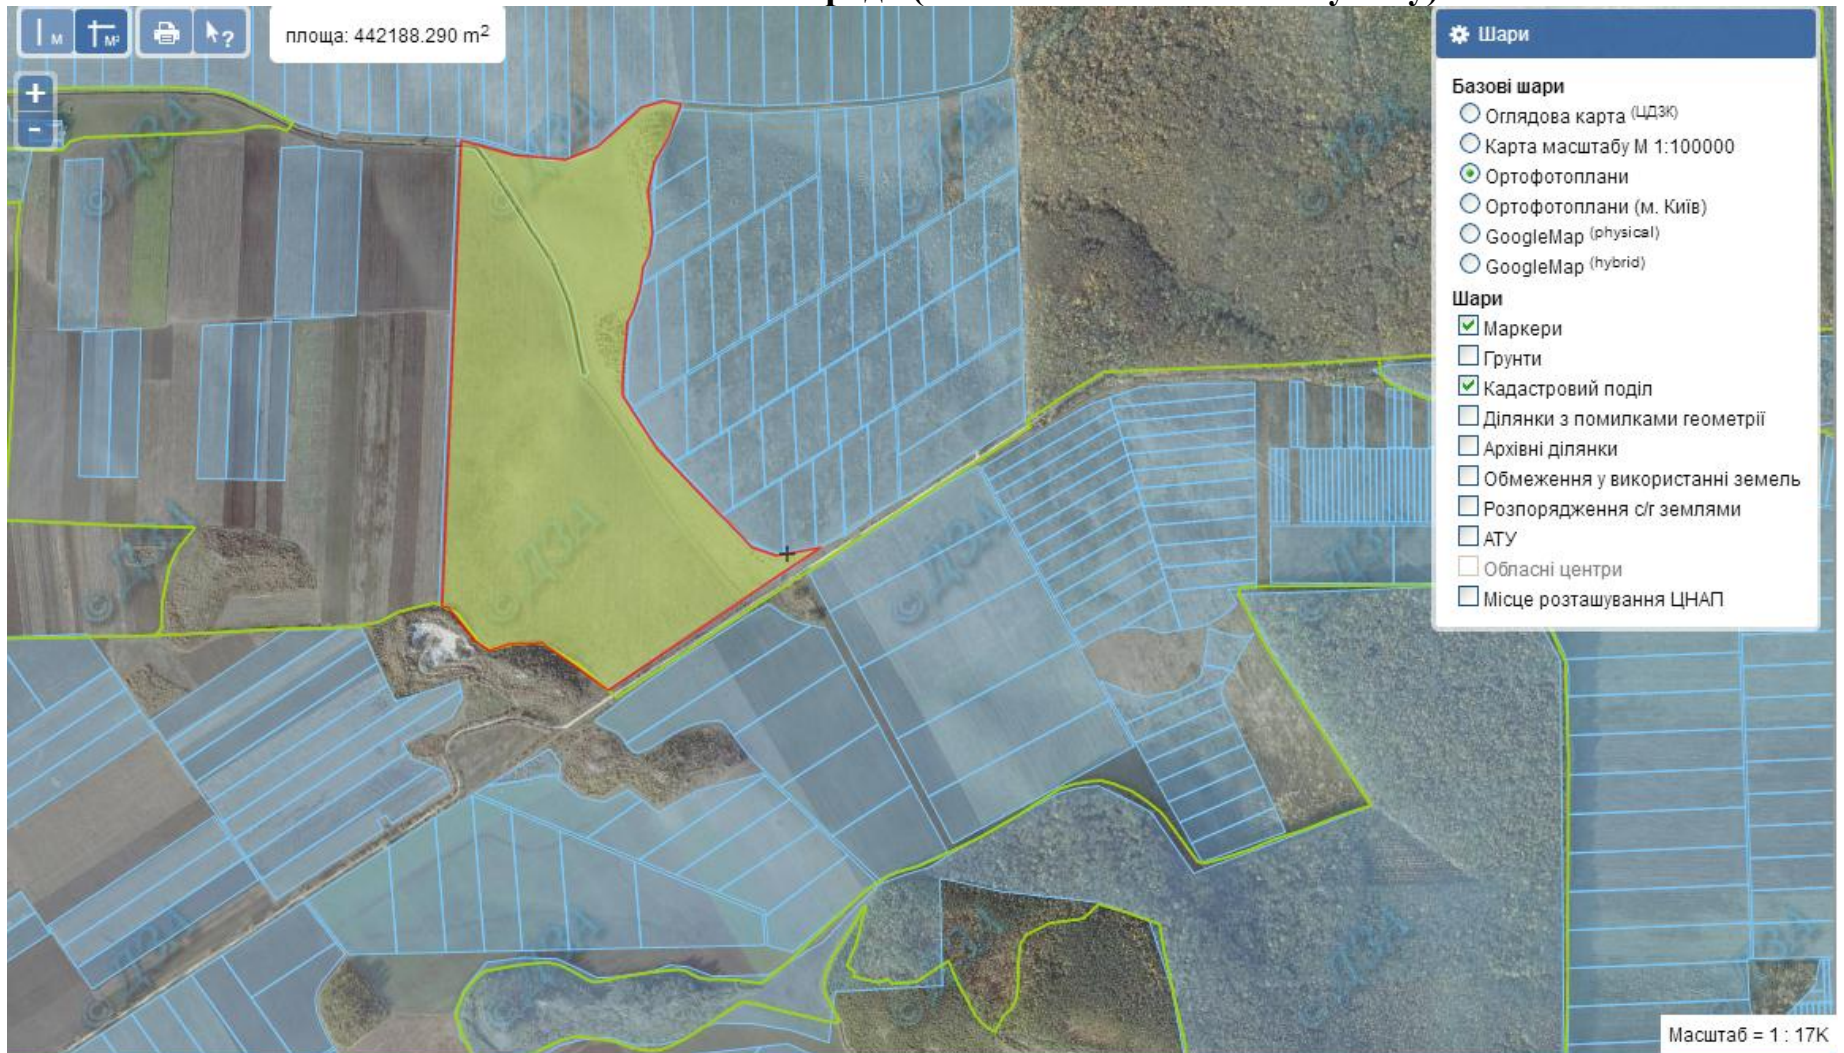 м
м²
?
площа: 442188.290 m²
+
-
Шари
Базові шари
Оглядова карта (ЦДЗК)
Карта масштабу М 1:100000
Ортофотоплани
Ортофотоплани (м. Київ)
GoogleMap (physical)
GoogleMap (hybrid)
Шари
Маркери
Грунти
Кадастровий поділ
Ділянки з помилками геометрії
Архівні ділянки
Обмеження у використанні земель
Розпорядження с/г землями
АТУ
Обласні центри
Місце розташування ЦНАП
© ДЗА
Масштаб = 1 : 17K